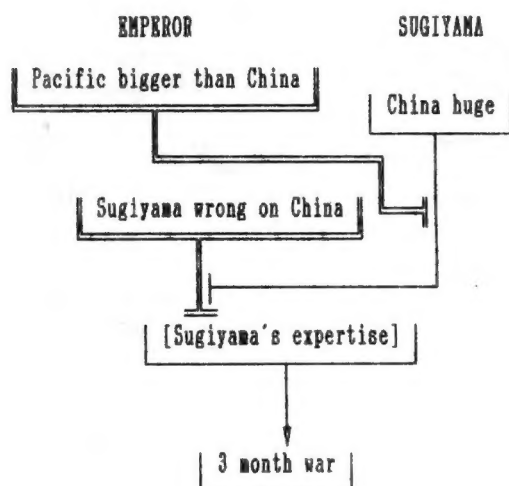 EMPEROR SUGIYAMA
Pacific bigger than China
China huge
Sugiyama wrong on China
[Sugiyama's expertise]
3 month war